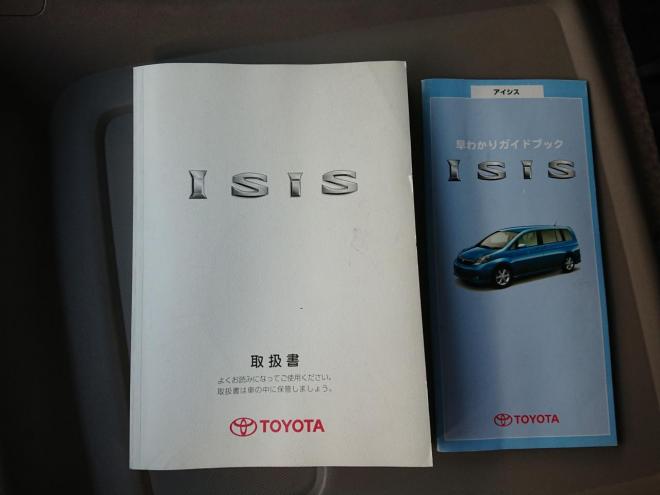 ISiS
取扱書
よくお読みになってご使用ください。
取扱書は車の中に保管しましょう。
TOYOTA
アイシス
早わかりガイドブック
ISiS
TOYOTA